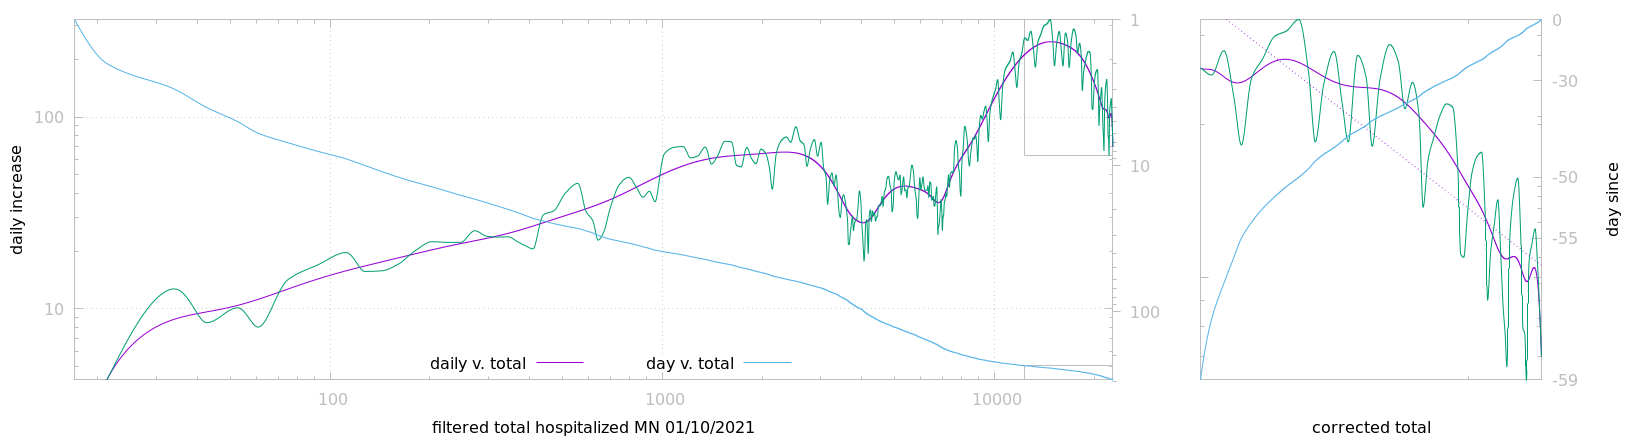 daily increase
100
10
daily v. total
day v. total
100
1000
10000
filtered total hospitalized MN 01/10/2021
1
10
100
0
-30
-50
-55
-59
day since
corrected total